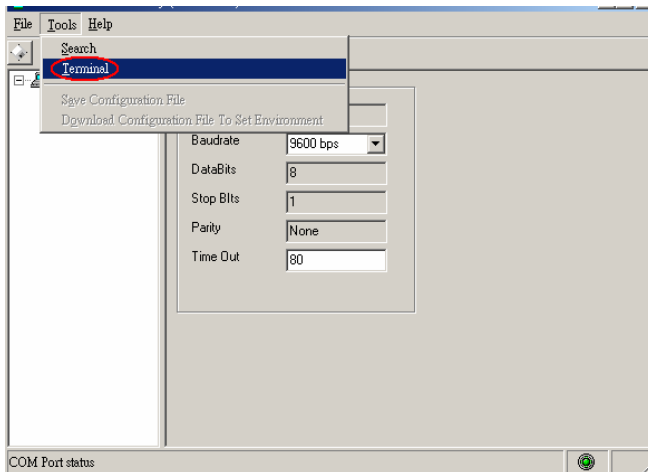 File Tools Help
Search
Terminal
Save Configuration File
Download Configuration File To Set Environment
Baudrate 9600 bps
DataBits 8
Stop BIts 1
Parity None
Time Out 80
COM Port status